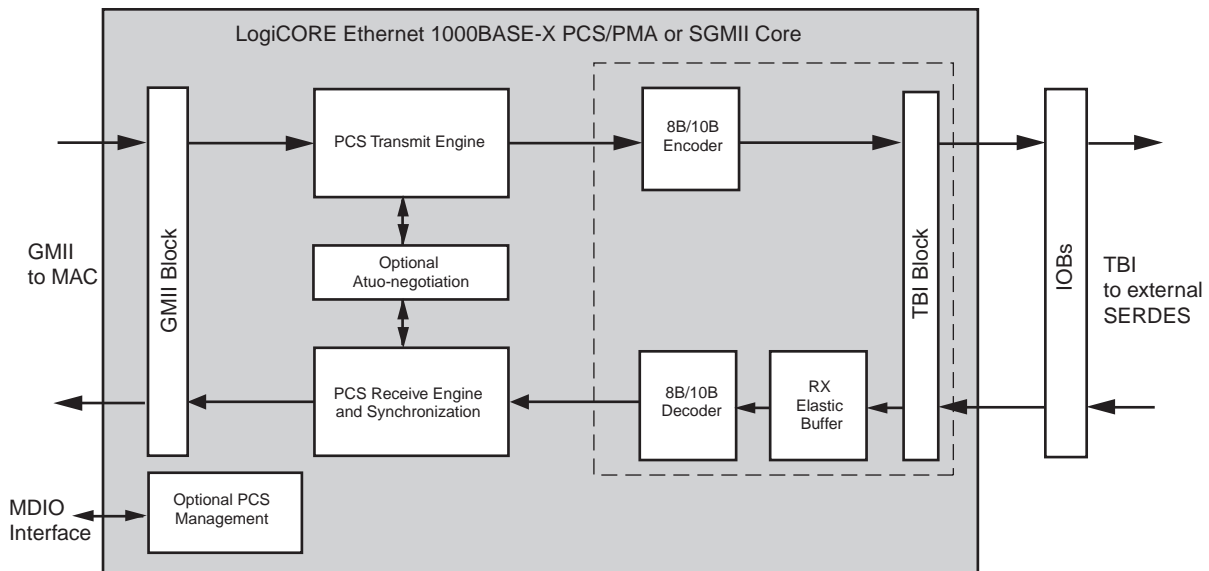 LogiCORE Ethernet 1000BASE-X PCS/PMA or SGMII Core
GMII
to MAC
GMII Block
PCS Transmit Engine
8B/10B
Encoder
Optional
Atuo-negotiation
PCS Receive Engine
and Synchronization
8B/10B
Decoder
RX
Elastic
Buffer
TBI Block
IOBs
TBI
to external
SERDES
MDIO
Interface
Optional PCS
Management